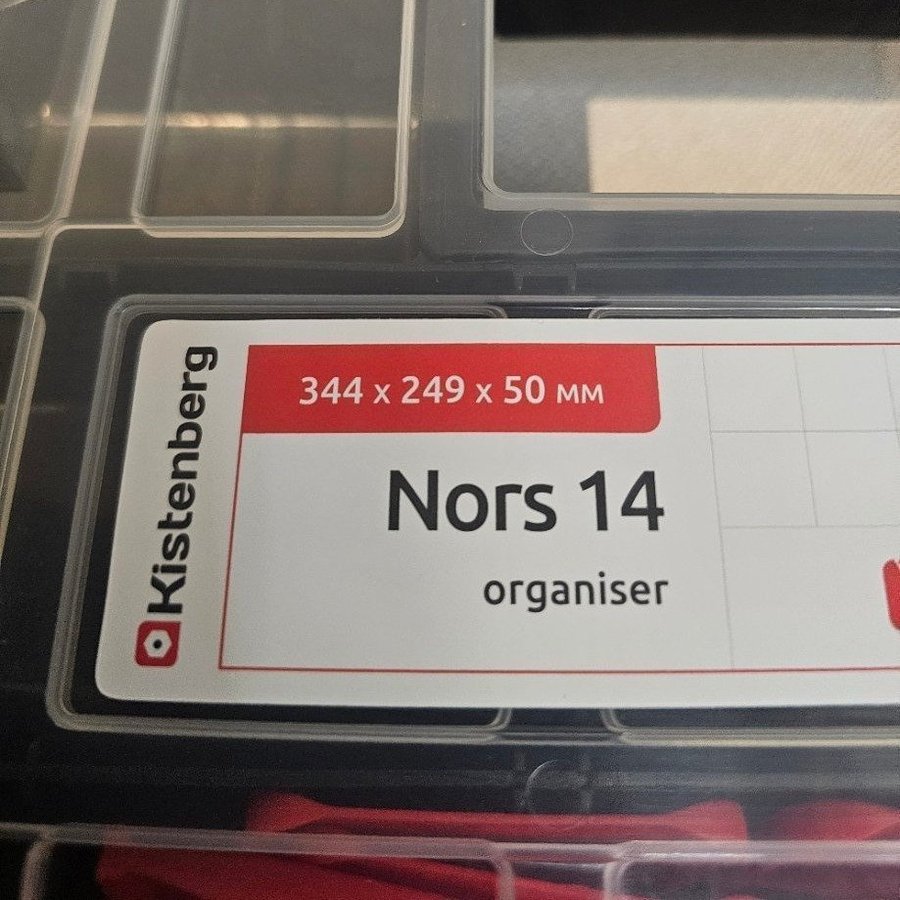 Kistenberg
344 x 249 x 50 мм
Nors 14
organiser